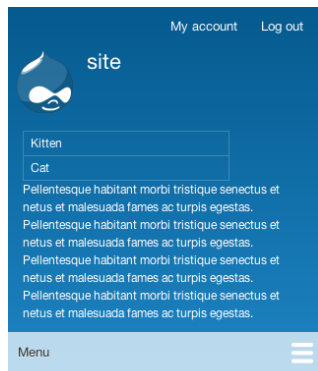 My account Log out
site
Kitten
Cat
Pellentesque habitant morbi tristique senectus et
netus et malesuada fames ac turpis egestas.
Pellentesque habitant morbi tristique senectus et
netus et malesuada fames ac turpis egestas.
Pellentesque habitant morbi tristique senectus et
netus et malesuada fames ac turpis egestas.
Pellentesque habitant morbi tristique senectus et
netus et malesuada fames ac turpis egestas.
Menu